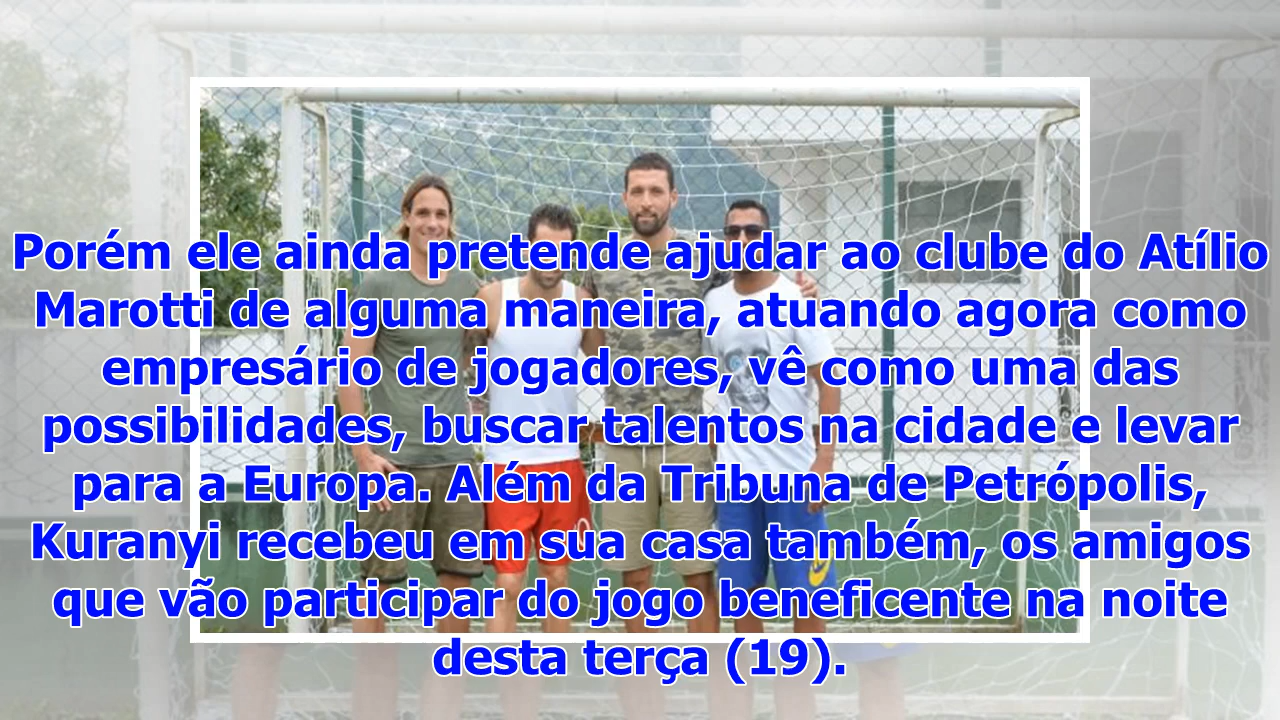 Porém ele ainda pretende ajudar ao clube do Atílio
Marotti de alguma maneira, atuando agora como
empresário de jogadores, vê como uma das
possibilidades, buscar talentos na cidade e levar
para a Europa. Além da Tribuna de Petrópolis,
Kuranyi recebeu em sua casa também, os amigos
que vão participar do jogo beneficente na noite
desta terça (19).